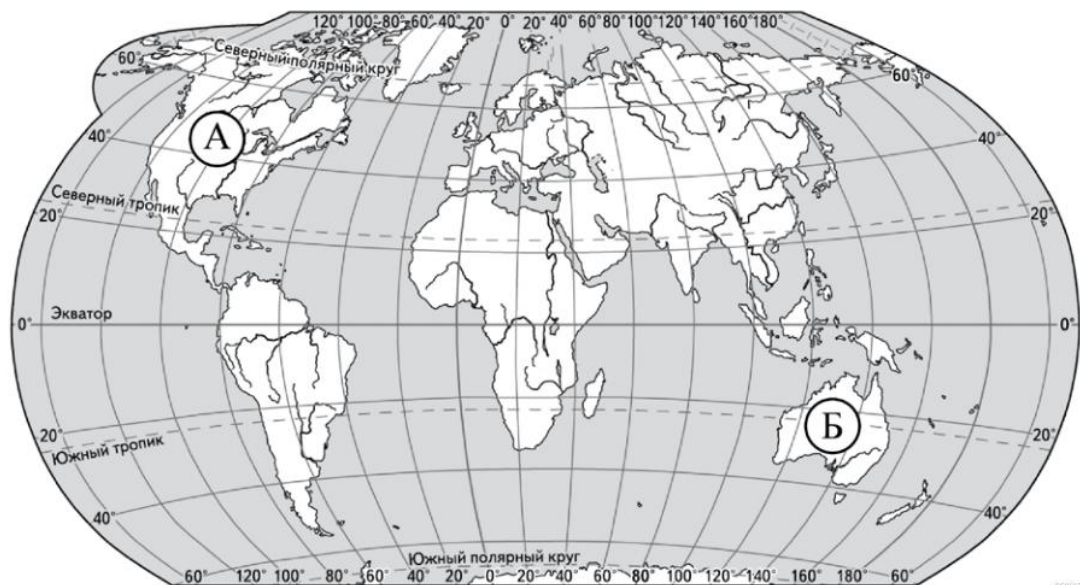 120° 100° 80° 60° 40° 20° 0° 20° 40° 60° 80° 100° 120° 140° 160° 180°
Северный полярный круг
60° 60°
А
40° 40°
Северный тропик
20° 20°
Экватор
0° 0°
Б
20° 20°
Южный тропик
40° 40°
Южный полярный круг
60° 120° 100° 80° 60° 40° 20° 0° 20° 40° 60° 80° 100° 120° 140° 160° 180° 60°